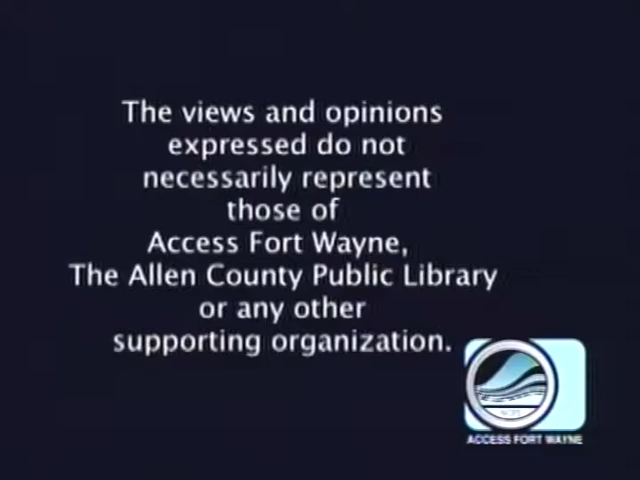 The views and opinions
expressed do not
necessarily represent
those of
Access Fort Wayne,
The Allen County Public Library
or any other
supporting organization.
ACCESS FORT WAYNE